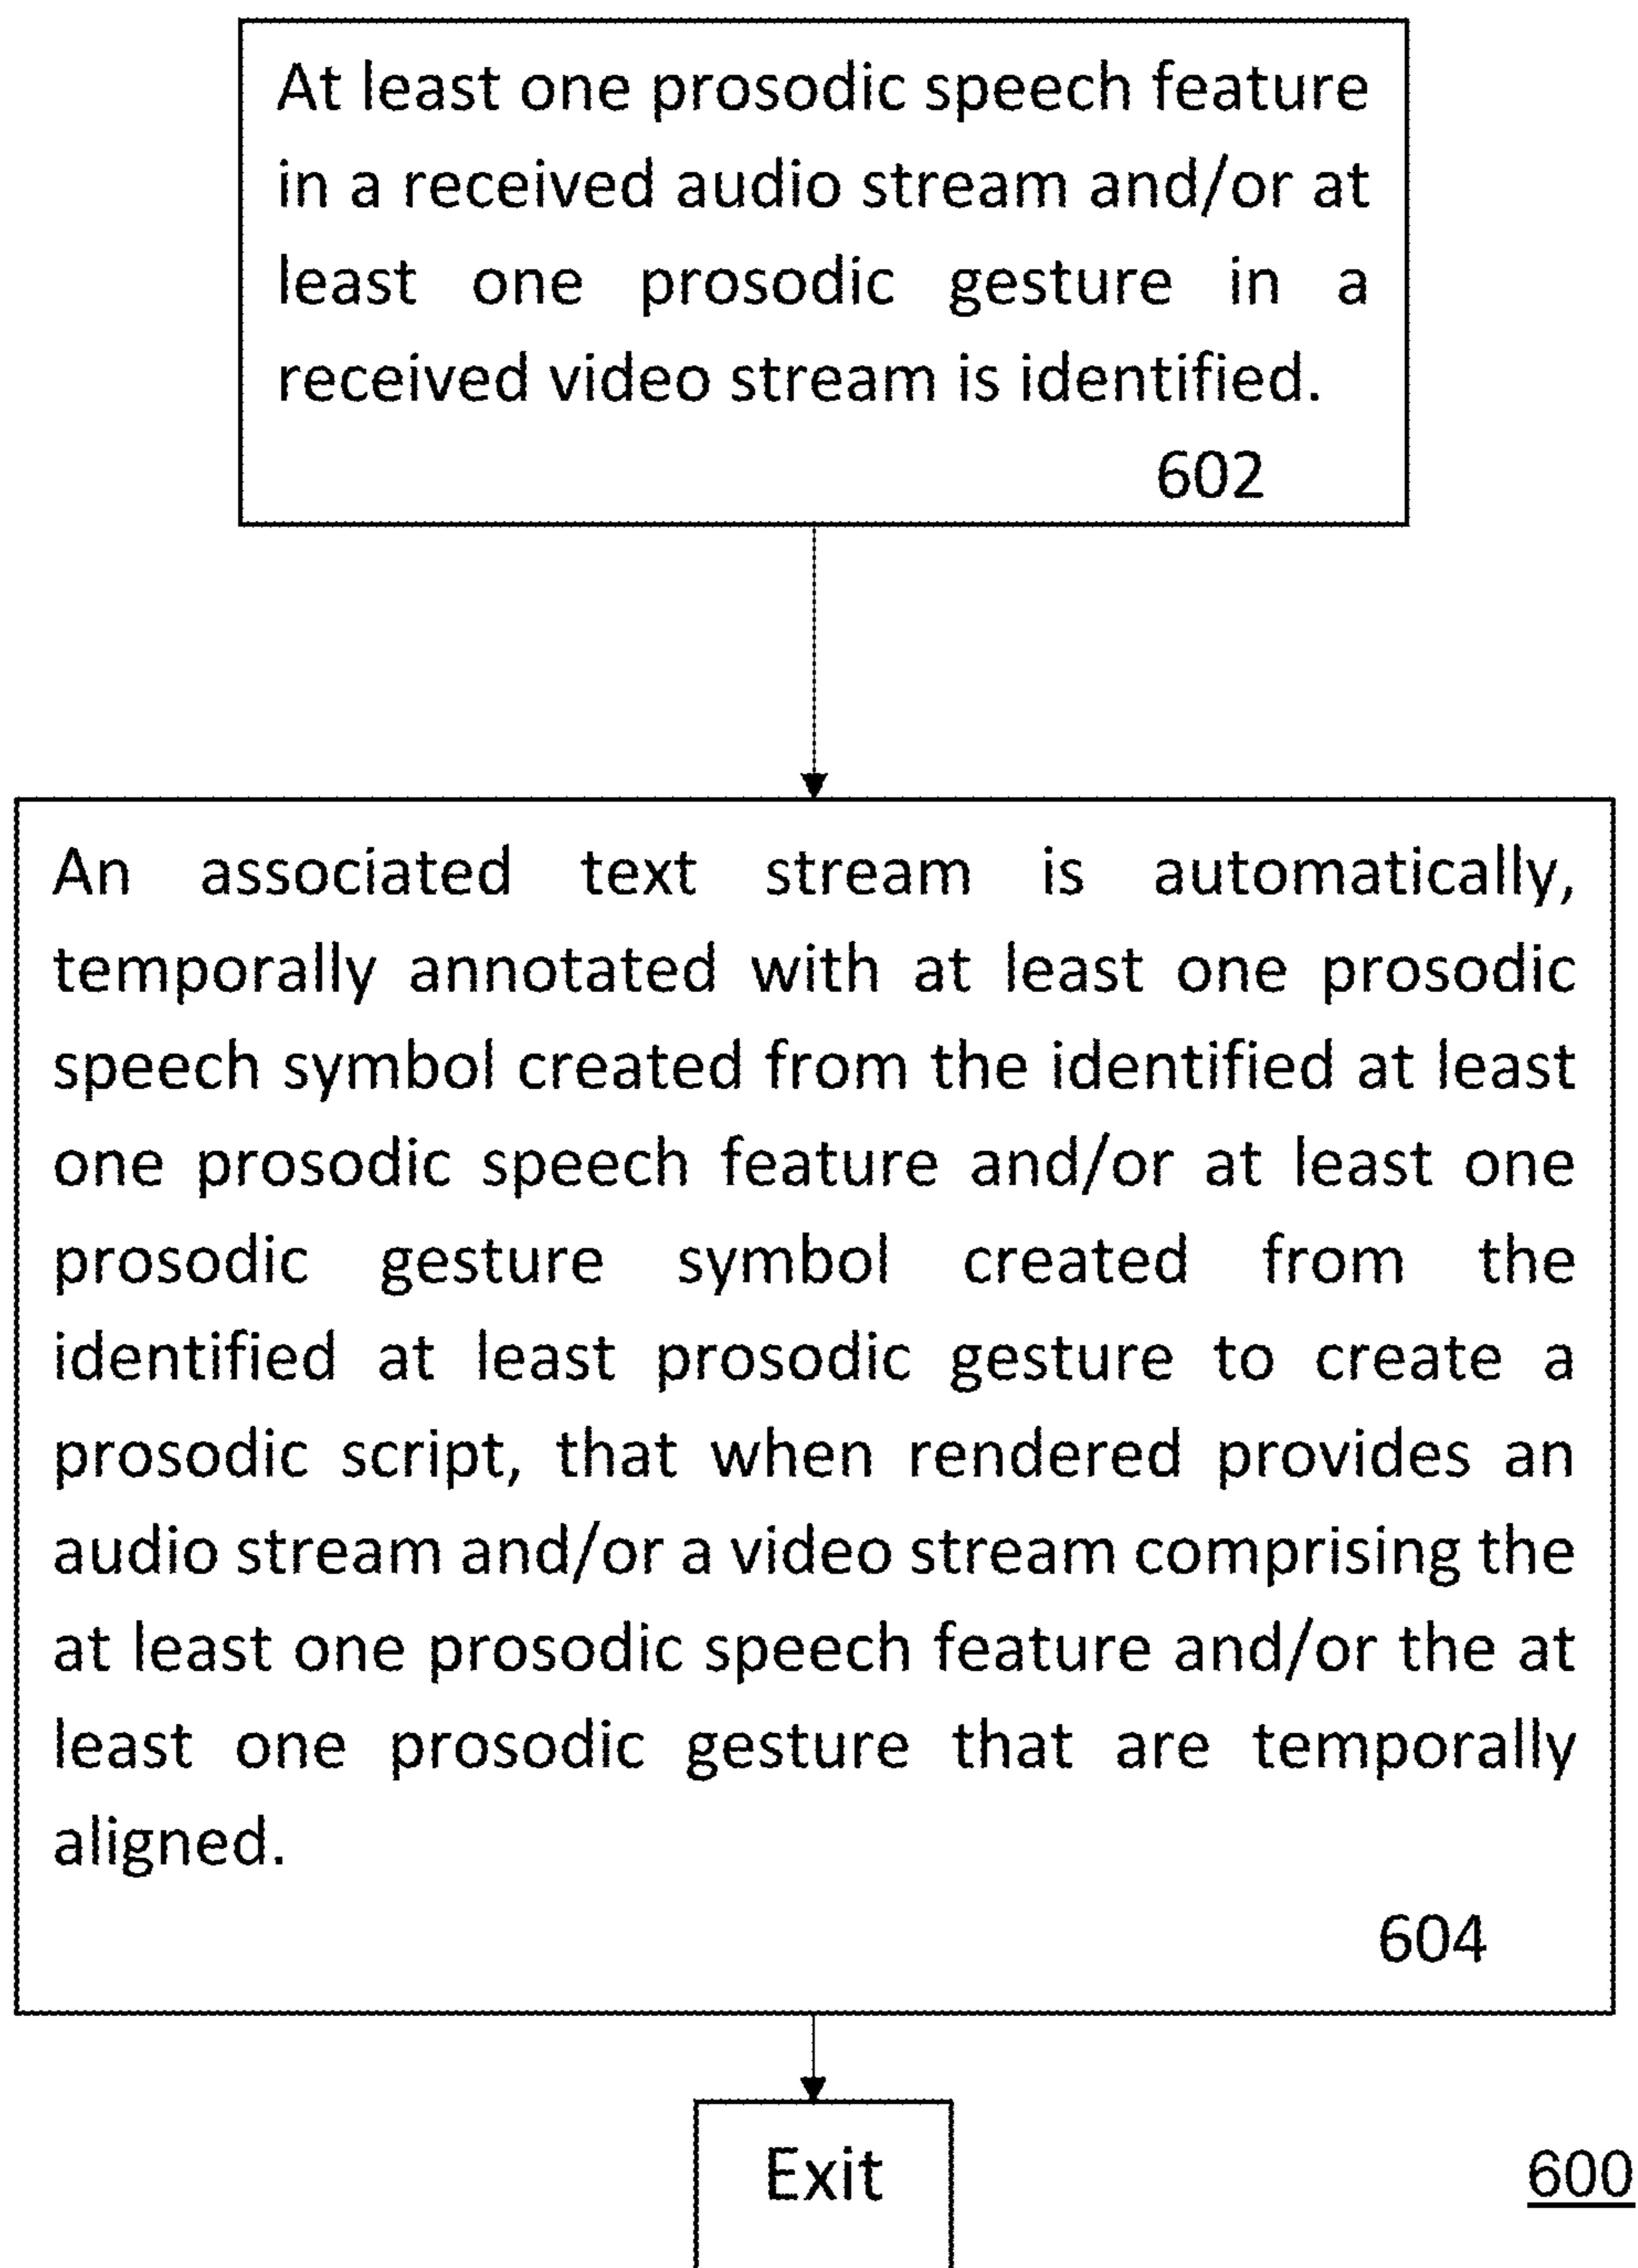 At least one prosodic speech feature
in a received audio stream and/or at
least one prosodic gesture in a
received video stream is identified.
602
An associated text stream is automatically,
temporally annotated with at least one prosodic
speech symbol created from the identified at least
one prosodic speech feature and/or at least one
prosodic gesture symbol created from the
identified at least prosodic gesture to create a
prosodic script, that when rendered provides an
audio stream and/or a video stream comprising the
at least one prosodic speech feature and/or the at
least one prosodic gesture that are temporally
aligned.
604
Exit
600